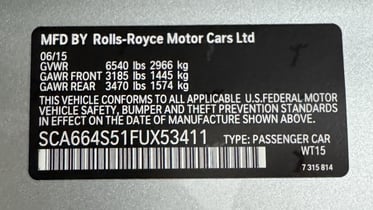 MFD BY Rolls-Royce Motor Cars Ltd
06/15
GVWR 6540 lbs 2966 kg
GAWR FRONT 3185 lbs 1445 kg
GAWR REAR 3470 lbs 1574 kg
THIS VEHICLE CONFORMS TO ALL APPLICABLE U.S.FEDERAL MOTOR
VEHICLE SAFETY, BUMPER AND THEFT PREVENTION STANDARDS IN
EFFECT ON THE DATE OF MANUFACTURE SHOWN ABOVE.
SCA664S51FUX53411 TYPE: PASSENGER CAR
WT15
7 315 814